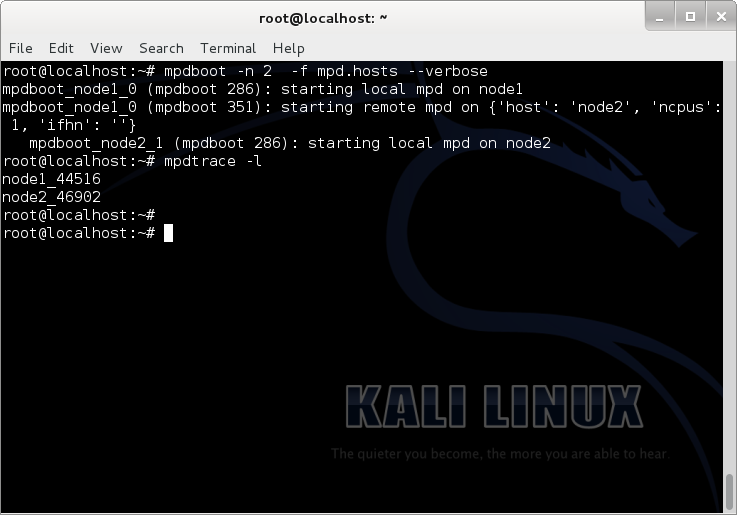 root@localhost: ~
File Edit View Search Terminal Help
root@localhost:~# mpdboot -n 2  -f mpd.hosts --verbose
mpdboot_node1_0 (mpdboot 286): starting local mpd on node1
mpdboot_node1_0 (mpdboot 351): starting remote mpd on {'host': 'node2', 'ncpus':
 1, 'ifhn': ''}
   mpdboot_node2_1 (mpdboot 286): starting local mpd on node2
root@localhost:~# mpdtrace -l
node1_44516
node2_46902
root@localhost:~#
root@localhost:~#
KALI LINUX
The quieter you become, the more you are able to hear.